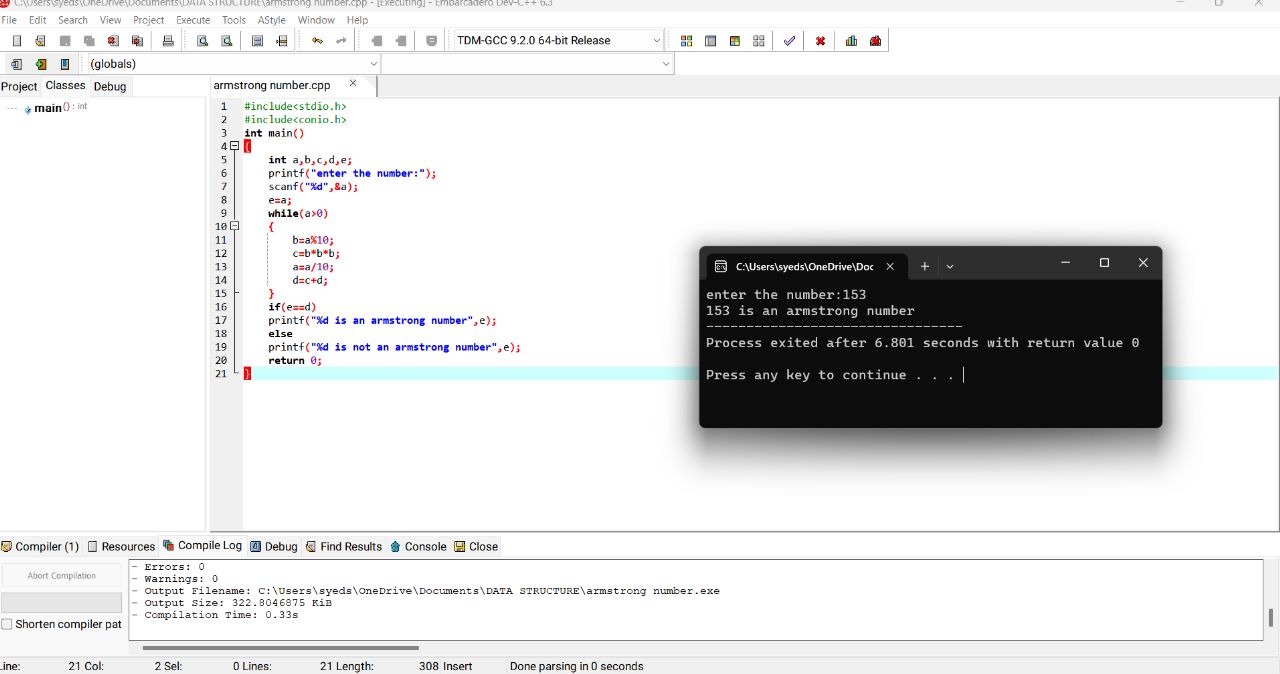 C:\Users\syeds\OneDrive\Documents\DATA STRUCTURE\armstrong number.cpp - [Executing] - Embarcadero Dev-C++ 6.3
File Edit Search View Project Execute Tools AStyle Window Help
TDM-GCC 9.2.0 64-bit Release
(globals)
Project Classes Debug
armstrong number.cpp
main() : int
1 #include<stdio.h>
2 #include<conio.h>
3 int main()
4 {
5 int a,b,c,d,e;
6 printf("enter the number:");
7 scanf("%d",&a);
8 e=a;
9 while(a>0)
10 {
11 b=a%10;
12 c=b*b*b;
13 a=a/10;
14 d=c+d;
15 }
16 if(e==d)
17 printf("%d is an armstrong number",e);
18 else
19 printf("%d is not an armstrong number",e);
20 return 0;
21 }
C:\Users\syeds\OneDrive\Doc
enter the number:153
153 is an armstrong number
--------------------------------
Process exited after 6.801 seconds with return value 0
Press any key to continue . . .
Compiler (1) Resources Compile Log Debug Find Results Console Close
Abort Compilation
Shorten compiler pat
- Errors: 0
- Warnings: 0
- Output Filename: C:\Users\syeds\OneDrive\Documents\DATA STRUCTURE\armstrong number.exe
- Output Size: 322.8046875 KiB
- Compilation Time: 0.33s
Line: 21 Col: 2 Sel: 0 Lines: 21 Length: 308 Insert Done parsing in 0 seconds